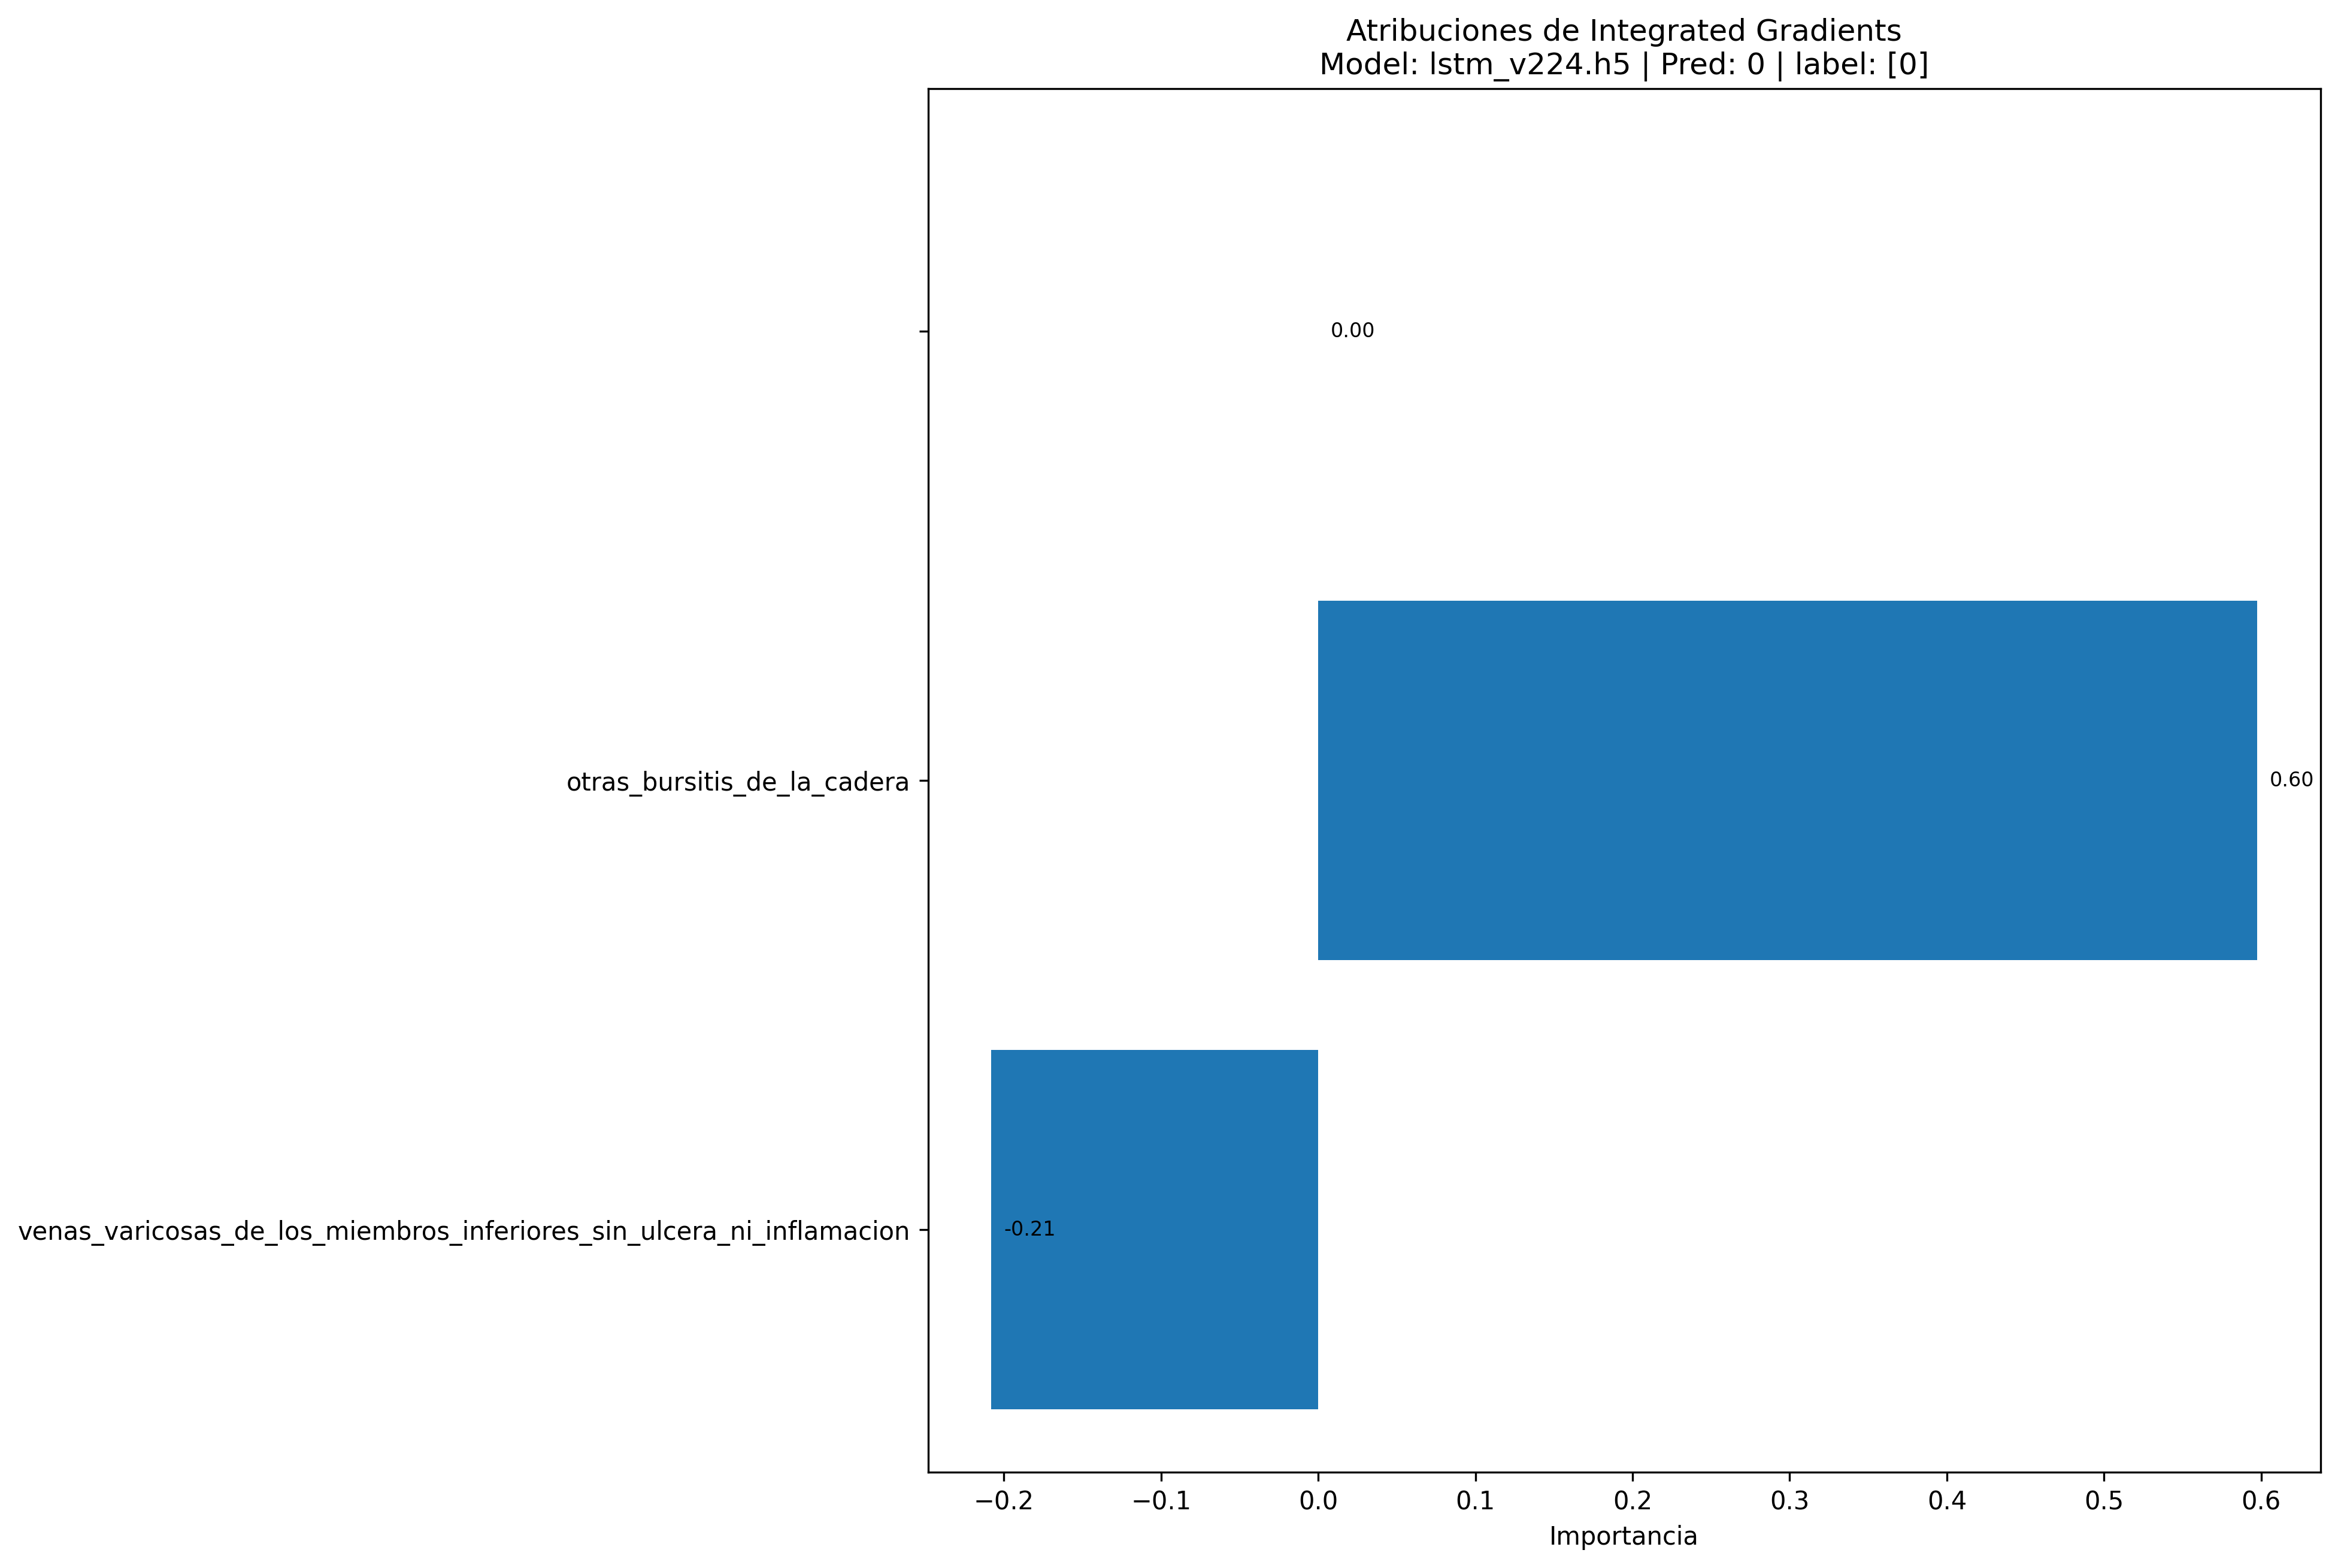 Atribuciones de Integrated Gradients
Model: lstm_v224.h5 | Pred: 0 | label: [0]
0.00
otras_bursitis_de_la_cadera
0.60
venas_varicosas_de_los_miembros_inferiores_sin_ulcera_ni_inflamacion
-0.21
−0.2 −0.1 0.0 0.1 0.2 0.3 0.4 0.5 0.6
Importancia